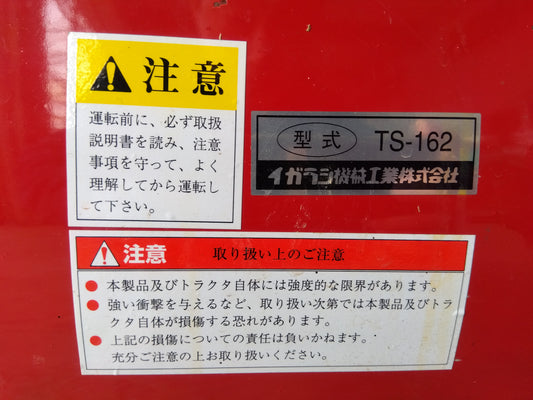 注意
運転前に、必ず取扱
説明書を読み、注意
事項を守って、よく
理解してから運転し
て下さい。
型式 TS-162
イガラシ機械工業株式会社
注意 取り扱い上のご注意
● 本製品及びトラクタ自体には強度的な限界があります。
● 強い衝撃を与えるなど、取り扱い次第では本製品及びトラ
クタ自体が損傷する恐れがあります。
● 上記の損傷についての責任は負いかねます。
充分ご注意の上お取り扱いください。